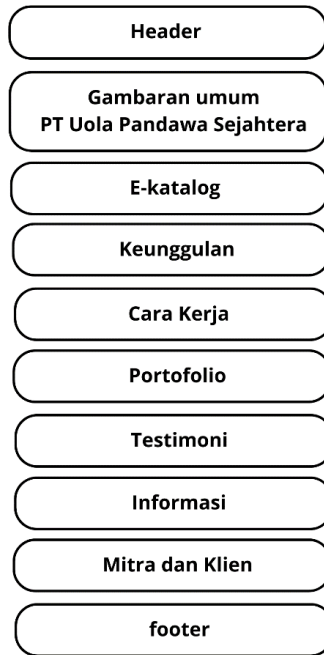 Header
Gambaran umum
PT Uola Pandawa Sejahtera
E-katalog
Keunggulan
Cara Kerja
Portofolio
Testimoni
Informasi
Mitra dan Klien
footer